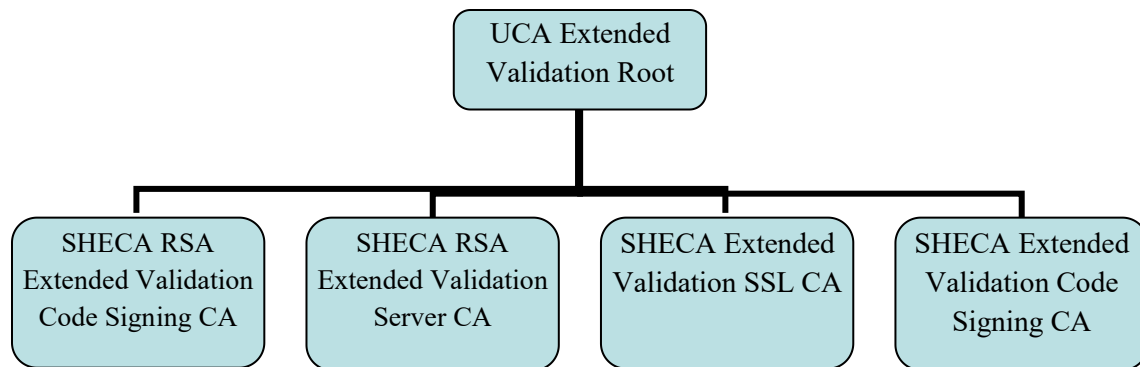 UCA Extended
Validation Root
SHECA RSA
Extended Validation
Code Signing CA
SHECA RSA
Extended Validation
Server CA
SHECA Extended
Validation SSL CA
SHECA Extended
Validation Code
Signing CA